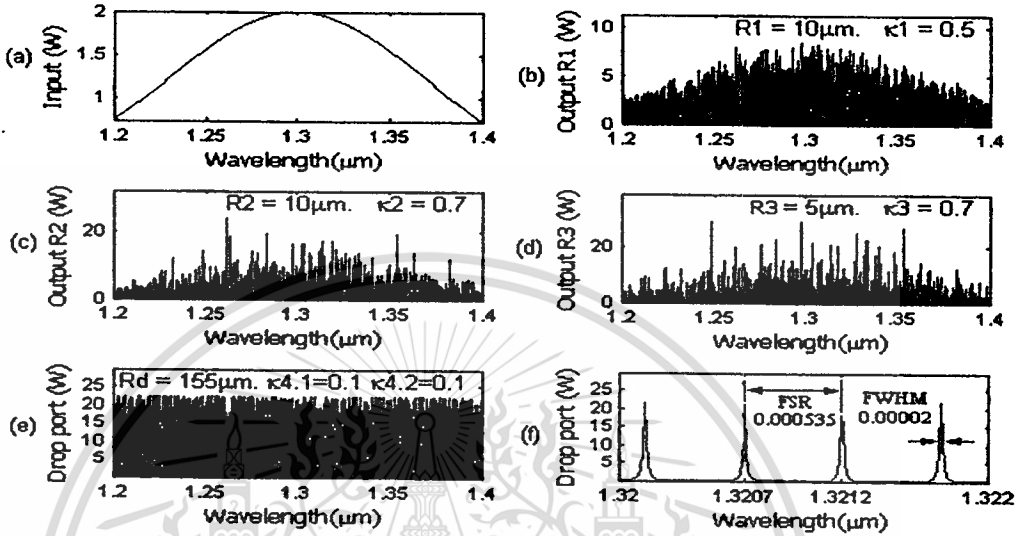 (a)
Input (W)
2
1.5
1
1.2 1.25 1.3 1.35 1.4
Wavelength(μm)
(b)
Output R1 (W)
10
5
0
R1 = 10μm. κ1 = 0.5
1.2 1.25 1.3 1.35 1.4
Wavelength(μm)
(c)
Output R2 (W)
20
0
R2 = 10μm. κ2 = 0.7
1.2 1.25 1.3 1.35 1.4
Wavelength(μm)
(d)
Output R3 (W)
20
0
R3 = 5μm. κ3 = 0.7
1.2 1.25 1.3 1.35 1.4
Wavelength(μm)
(e)
Drop port (W)
25
20
15
10
5
Rd = 155μm. κ4.1=0.1 κ4.2=0.1
1.2 1.25 1.3 1.35 1.4
Wavelength(μm)
(f)
Drop port (W)
25
20
15
10
5
FSR
0.000535
FWHM
0.00002
1.32 1.3207 1.3212 1.322
Wavelength(μm)